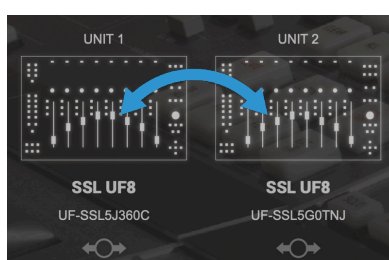 UNIT 1
UNIT 2
SSL UF8
SSL UF8
UF-SSL5J360C
UF-SSL5G0TNJ